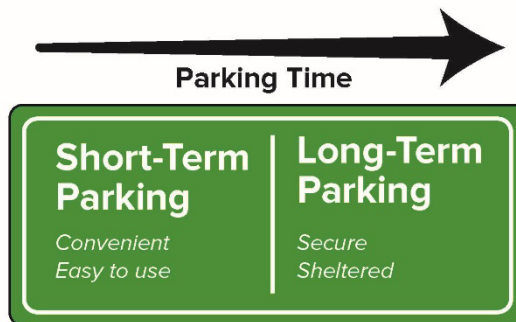 Parking Time
Short-Term
Parking
Convenient
Easy to use
Long-Term
Parking
Secure
Sheltered